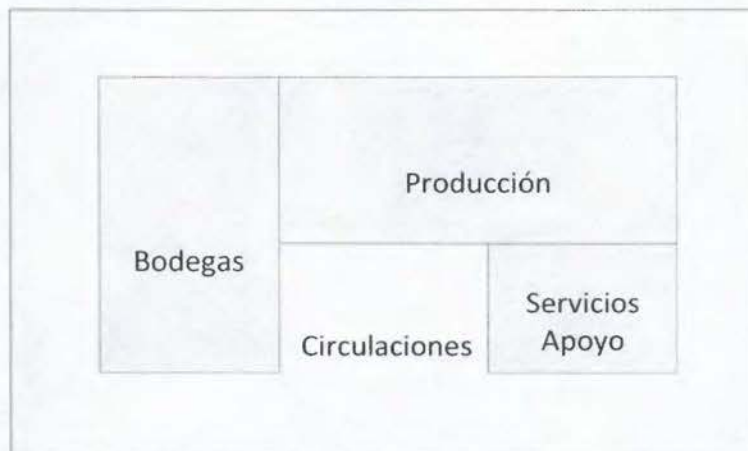 Producción
Bodegas
Servicios
Apoyo
Circulaciones